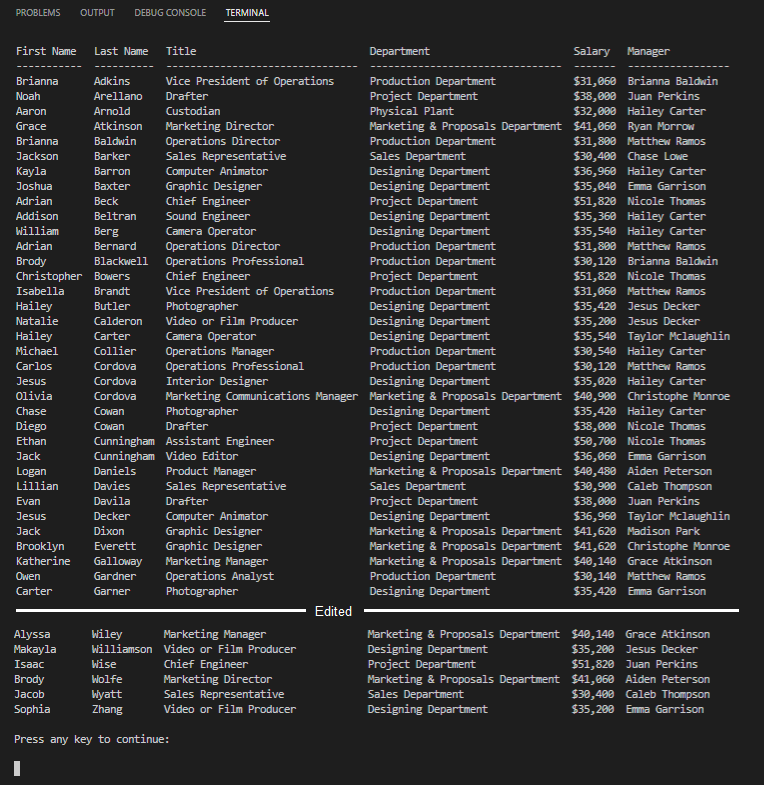 PROBLEMS OUTPUT DEBUG CONSOLE TERMINAL
First Name Last Name Title Department Salary Manager
----------- ---------- -------------------------------- -------------------------------- ------- -----------------
Brianna Adkins Vice President of Operations Production Department $31,060 Brianna Baldwin
Noah Arellano Drafter Project Department $38,000 Juan Perkins
Aaron Arnold Custodian Physical Plant $32,000 Hailey Carter
Grace Atkinson Marketing Director Marketing & Proposals Department $41,060 Ryan Morrow
Brianna Baldwin Operations Director Production Department $31,800 Matthew Ramos
Jackson Barker Sales Representative Sales Department $30,400 Chase Lowe
Kayla Barron Computer Animator Designing Department $36,960 Hailey Carter
Joshua Baxter Graphic Designer Designing Department $35,040 Emma Garrison
Adrian Beck Chief Engineer Project Department $51,820 Nicole Thomas
Addison Beltran Sound Engineer Designing Department $35,360 Hailey Carter
William Berg Camera Operator Designing Department $35,540 Hailey Carter
Adrian Bernard Operations Director Production Department $31,800 Matthew Ramos
Brody Blackwell Operations Professional Production Department $30,120 Brianna Baldwin
Christopher Bowers Chief Engineer Project Department $51,820 Nicole Thomas
Isabella Brandt Vice President of Operations Production Department $31,060 Matthew Ramos
Hailey Butler Photographer Designing Department $35,420 Jesus Decker
Natalie Calderon Video or Film Producer Designing Department $35,200 Jesus Decker
Hailey Carter Camera Operator Designing Department $35,540 Taylor Mclaughlin
Michael Collier Operations Manager Production Department $30,540 Hailey Carter
Carlos Cordova Operations Professional Production Department $30,120 Matthew Ramos
Jesus Cordova Interior Designer Designing Department $35,020 Hailey Carter
Olivia Cordova Marketing Communications Manager Marketing & Proposals Department $40,900 Christophe Monroe
Chase Cowan Photographer Designing Department $35,420 Hailey Carter
Diego Cowan Drafter Project Department $38,000 Nicole Thomas
Ethan Cunningham Assistant Engineer Project Department $50,700 Nicole Thomas
Jack Cunningham Video Editor Designing Department $36,060 Emma Garrison
Logan Daniels Product Manager Marketing & Proposals Department $40,480 Aiden Peterson
Lillian Davies Sales Representative Sales Department $30,900 Caleb Thompson
Evan Davila Drafter Project Department $38,000 Juan Perkins
Jesus Decker Computer Animator Designing Department $36,960 Taylor Mclaughlin
Jack Dixon Graphic Designer Marketing & Proposals Department $41,620 Madison Park
Brooklyn Everett Graphic Designer Marketing & Proposals Department $41,620 Christophe Monroe
Katherine Galloway Marketing Manager Marketing & Proposals Department $40,140 Grace Atkinson
Owen Gardner Operations Analyst Production Department $30,140 Matthew Ramos
Carter Garner Photographer Designing Department $35,420 Emma Garrison
Edited
Alyssa Wiley Marketing Manager Marketing & Proposals Department $40,140 Grace Atkinson
Makayla Williamson Video or Film Producer Designing Department $35,200 Jesus Decker
Isaac Wise Chief Engineer Project Department $51,820 Juan Perkins
Brody Wolfe Marketing Director Marketing & Proposals Department $41,060 Aiden Peterson
Jacob Wyatt Sales Representative Sales Department $30,400 Caleb Thompson
Sophia Zhang Video or Film Producer Designing Department $35,200 Emma Garrison
Press any key to continue: